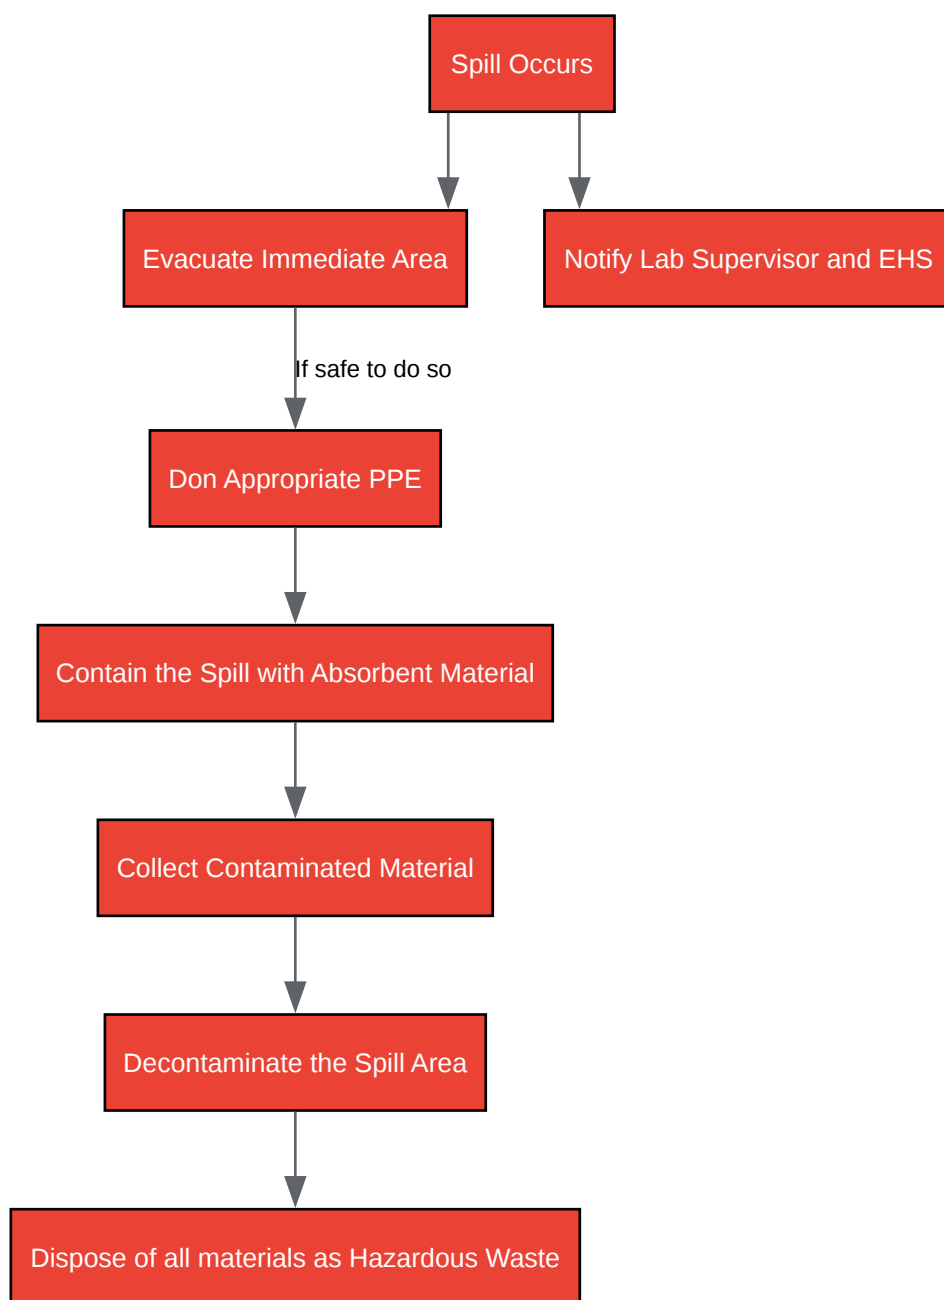 Spill Occurs
Evacuate Immediate Area
Notify Lab Supervisor and EHS
If safe to do so
Don Appropriate PPE
Contain the Spill with Absorbent Material
Collect Contaminated Material
Decontaminate the Spill Area
Dispose of all materials as Hazardous Waste